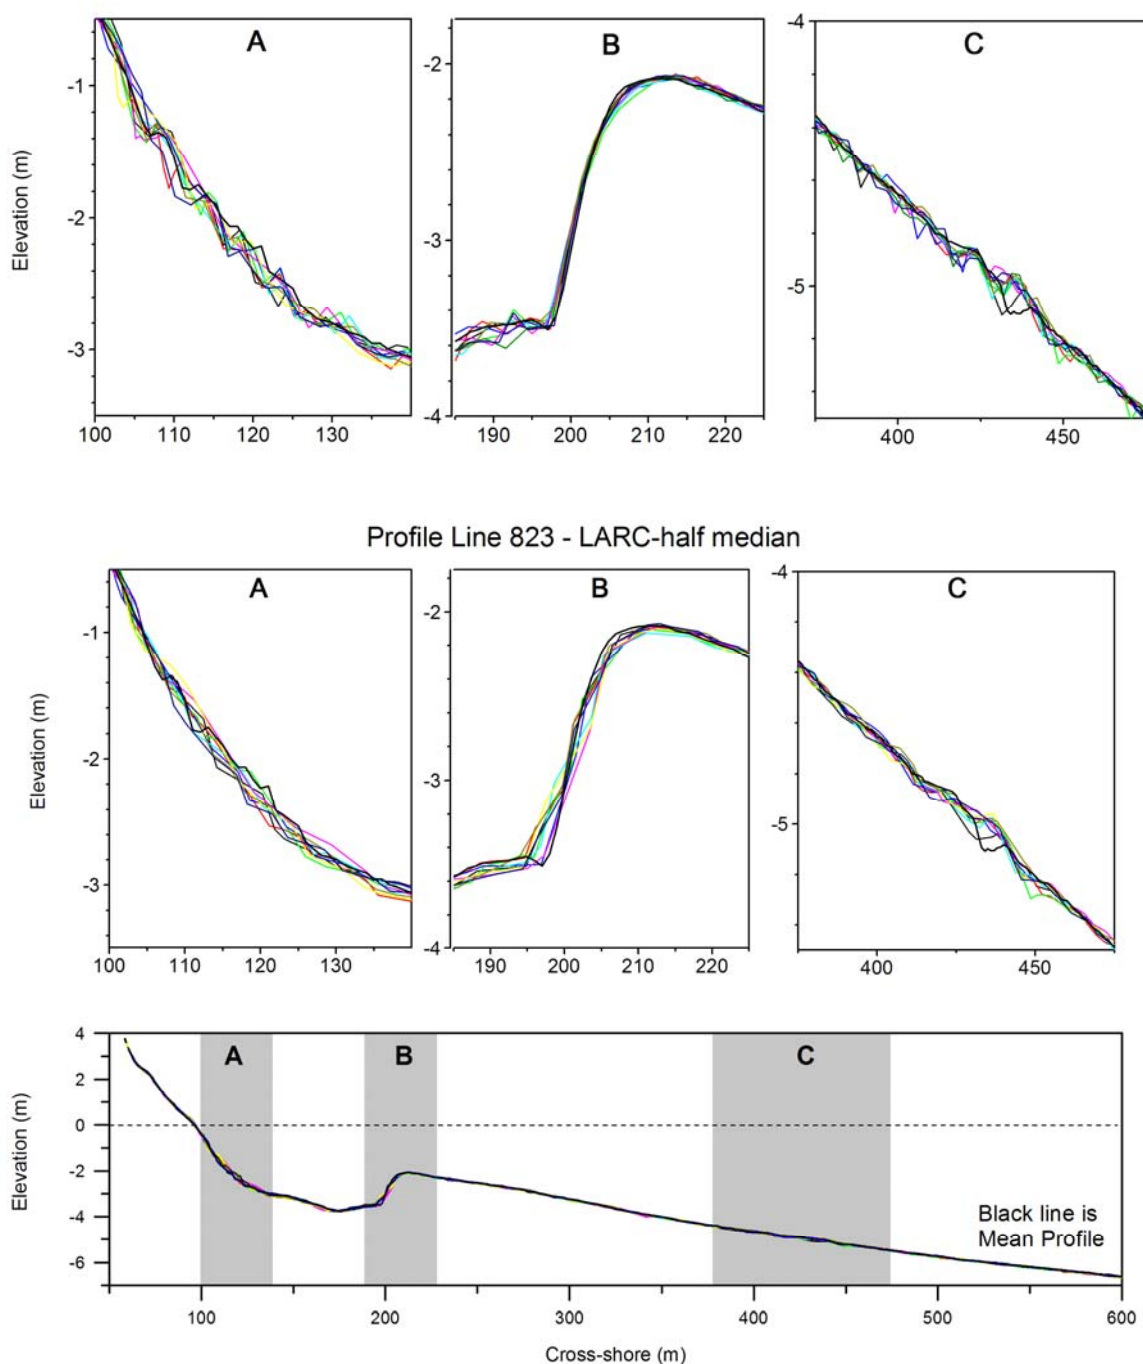 A
B
C
-1
-2
-3
Elevation (m)
100 110 120 130
-2
-3
-4
190 200 210 220
-4
-5
400 450
Profile Line 823 - LARC-half median
A
B
C
-1
-2
-3
Elevation (m)
100 110 120 130
-2
-3
-4
190 200 210 220
-4
-5
400 450
4
2
0
-2
-4
-6
Elevation (m)
A
B
C
Black line is
Mean Profile
100 200 300 400 500 600
Cross-shore (m)